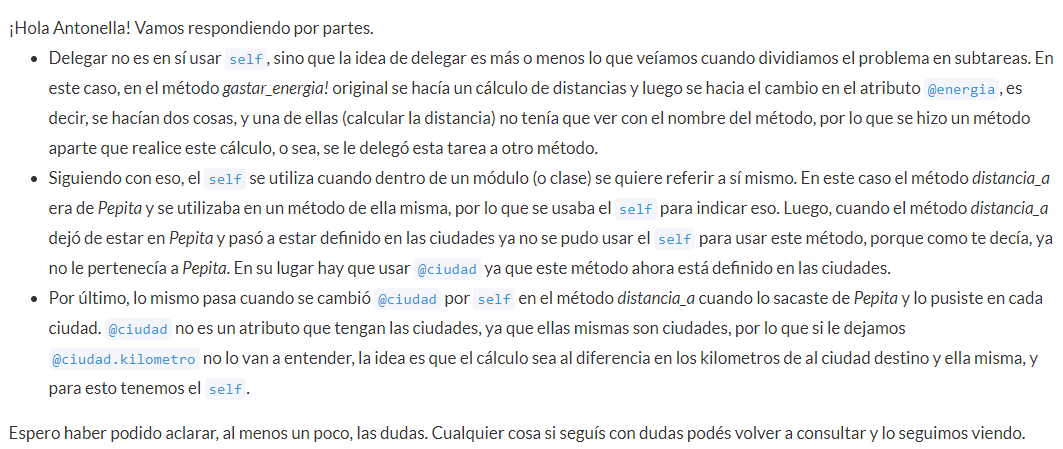 ¡Hola Antonella! Vamos respondiendo por partes.
• Delegar no es en sí usar self, sino que la idea de delegar es más o menos lo que veíamos cuando dividiamos el problema en subtareas. En
este caso, en el método gastar_energia! original se hacía un cálculo de distancias y luego se hacia el cambio en el atributo @energia, es
decir, se hacían dos cosas, y una de ellas (calcular la distancia) no tenía que ver con el nombre del método, por lo que se hizo un método
aparte que realice este cálculo, o sea, se le delegó esta tarea a otro método.
• Siguiendo con eso, el self se utiliza cuando dentro de un módulo (o clase) se quiere referir a sí mismo. En este caso el método distancia_a
era de Pepita y se utilizaba en un método de ella misma, por lo que se usaba el self para indicar eso. Luego, cuando el método distancia_a
dejó de estar en Pepita y pasó a estar definido en las ciudades ya no se pudo usar el self para usar este método, porque como te decía, ya
no le pertenecía a Pepita. En su lugar hay que usar @ciudad ya que este método ahora está definido en las ciudades.
• Por último, lo mismo pasa cuando se cambió @ciudad por self en el método distancia_a cuando lo sacaste de Pepita y lo pusiste en cada
ciudad. @ciudad no es un atributo que tengan las ciudades, ya que ellas mismas son ciudades, por lo que si le dejamos
@ciudad.kilometro no lo van a entender, la idea es que el cálculo sea al diferencia en los kilometros de al ciudad destino y ella misma, y
para esto tenemos el self.
Espero haber podido aclarar, al menos un poco, las dudas. Cualquier cosa si seguís con dudas podés volver a consultar y lo seguimos viendo.